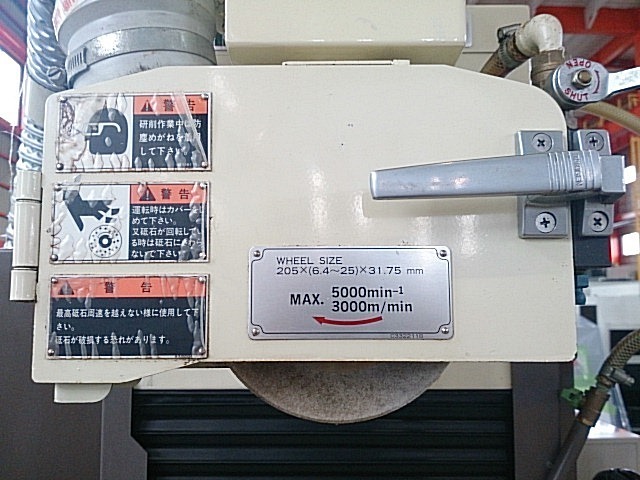 警告
研削作業中は防
塵めがねを着用
して下さい。
警告
運転時はカバーを
めて下さい。
又砥石が回転して
る時は砥石にさわら
ないで下さい。
警告
最高砥石周速を越えない様に使用して下
さい。
砥石が破損する恐れがあります。
WHEEL SIZE
205×(6.4~25)×31.75 mm
MAX. 5000min⁻¹
3000m/min
OPEN
SHUT